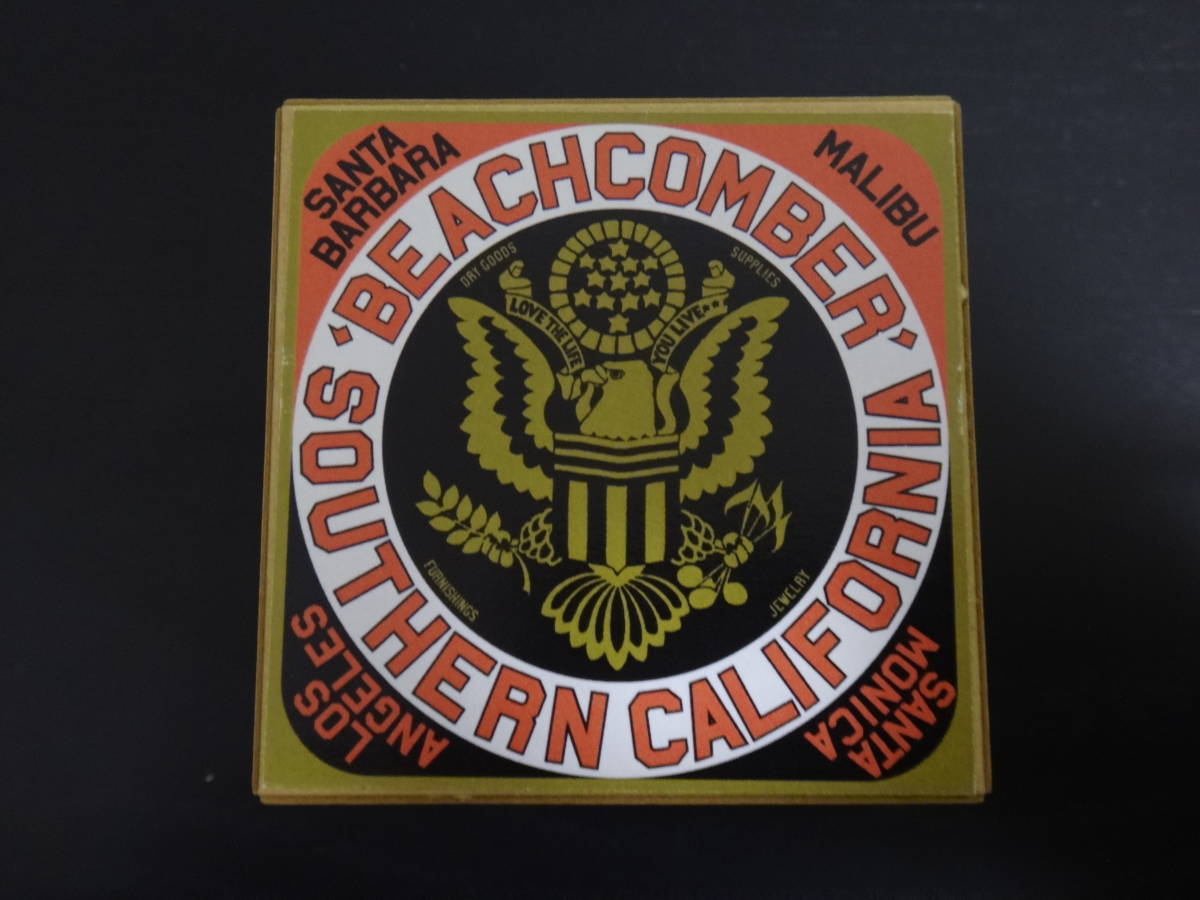 SANTA
BARBARA
MALIBU
'BEACHCOMBER'
DRY GOODS
SUPPLIES
LOVE THE LIFE
YOU LIVE
FURNISHINGS
JEWELRY
SOUTHERN CALIFORNIA
LOS
ANGELES
SANTA
MONICA